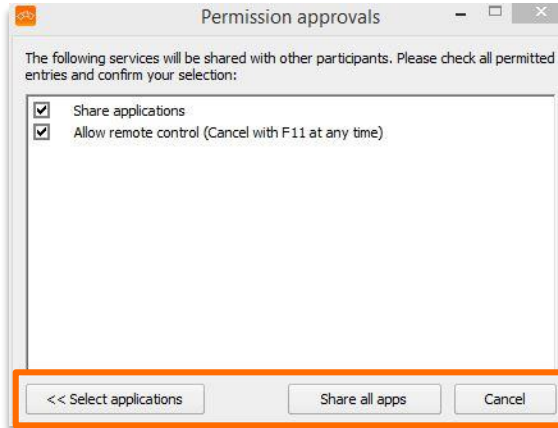 Permission approvals
The following services will be shared with other participants. Please check all permitted
entries and confirm your selection:
Share applications
Allow remote control (Cancel with F11 at any time)
<< Select applications Share all apps Cancel